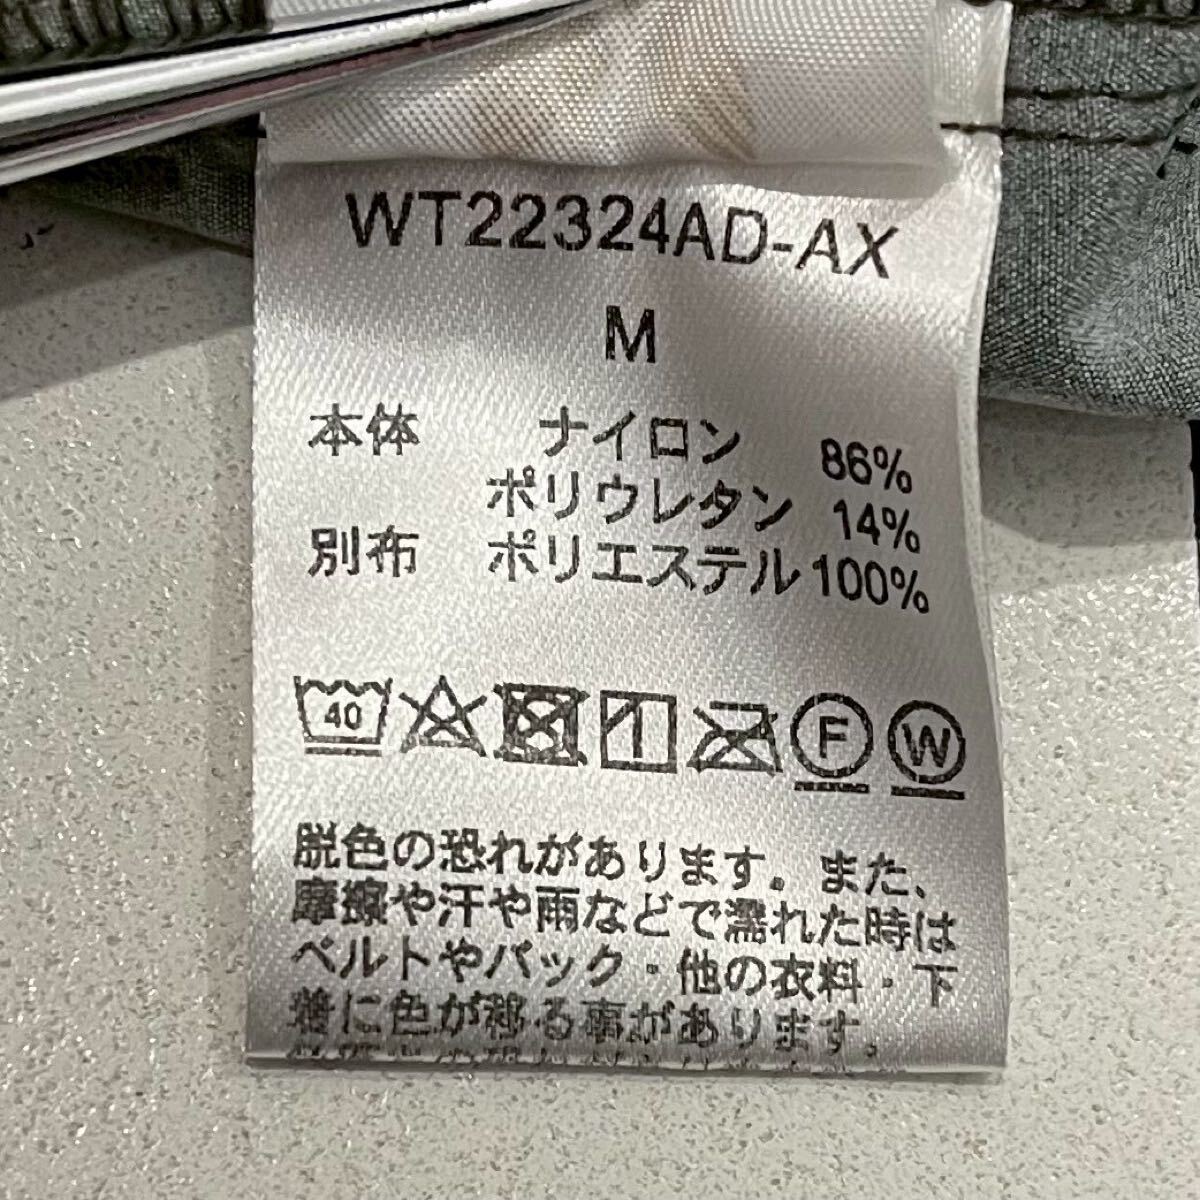 WT22324AD-AX
M
本体 ナイロン 86%
ポリウレタン 14%
別布 ポリエステル 100%
40 F W
脱色の恐れがあります。また、
摩擦や汗や雨などで濡れた時は
ベルトやバック・他の衣料・下
着に色が移る事があります。